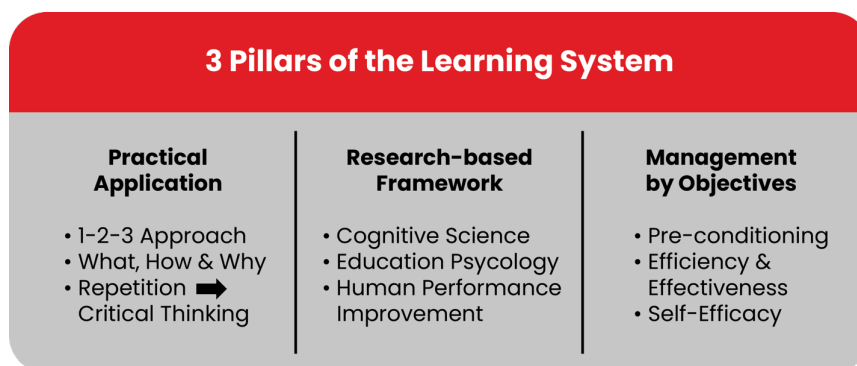 3 Pillars of the Learning System
Practical
Application
• 1-2-3 Approach
• What, How & Why
• Repetition ➡
Critical Thinking
Research-based
Framework
• Cognitive Science
• Education Psycology
• Human Performance
Improvement
Management
by Objectives
• Pre-conditioning
• Efficiency &
Effectiveness
• Self-Efficacy